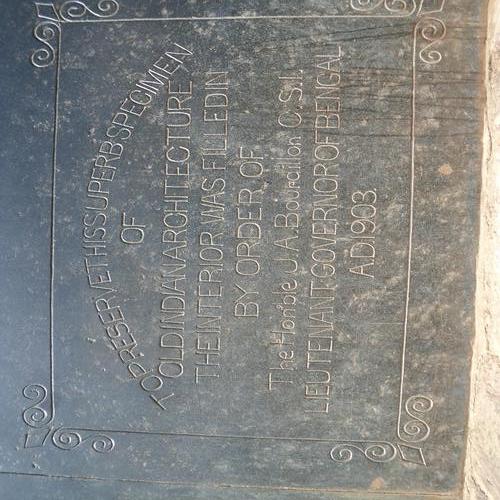 TO PRESERVE THIS SUPERB SPECIMEN
OF
OLD INDIAN ARCHITECTURE
THE INTERIOR WAS FILLED IN
BY ORDER OF
The Hon'ble J.A. Bourdillon C.S.I.
LIEUTENANT GOVERNOR OF BENGAL
A.D.1903.